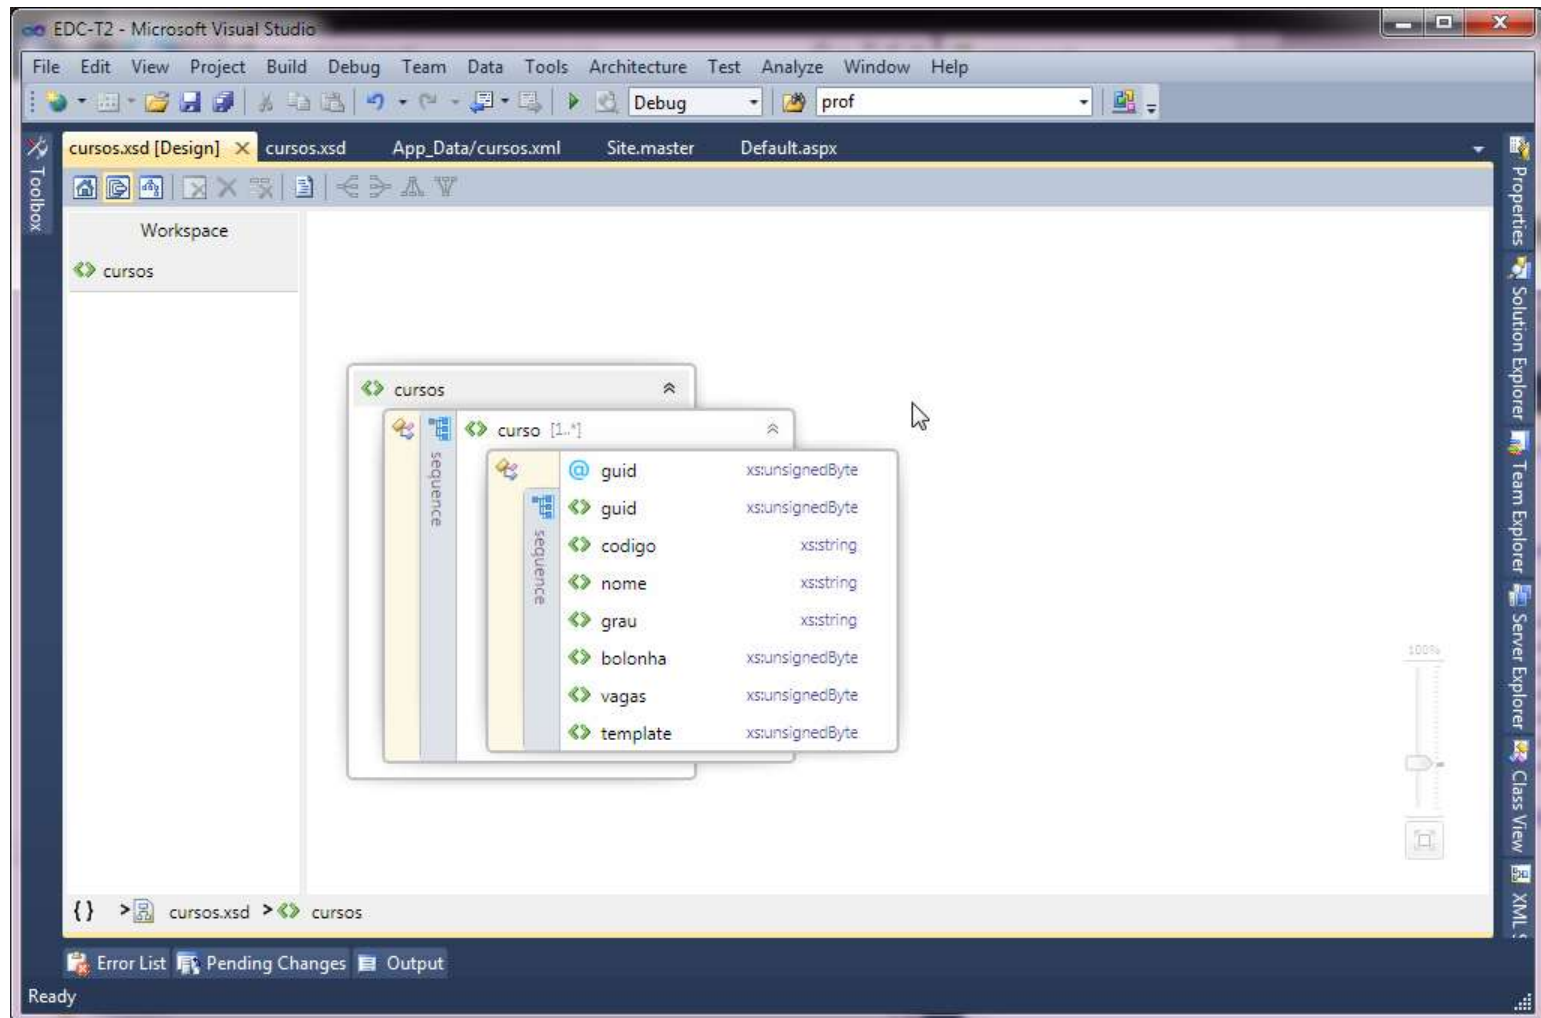 EDC-T2 - Microsoft Visual Studio
File Edit View Project Build Debug Team Data Tools Architecture Test Analyze Window Help
Debug prof
cursos.xsd [Design] cursos.xsd App_Data/cursos.xml Site.master Default.aspx
Toolbox
Workspace
cursos
cursos
curso [1..*]
sequence
sequence
guid xs:unsignedByte
guid xs:unsignedByte
codigo xs:string
nome xs:string
grau xs:string
bolonha xs:unsignedByte
vagas xs:unsignedByte
template xs:unsignedByte
100%
{ } > cursos.xsd > cursos
Properties
Solution Explorer
Team Explorer
Server Explorer
Class View
XML
Error List Pending Changes Output
Ready